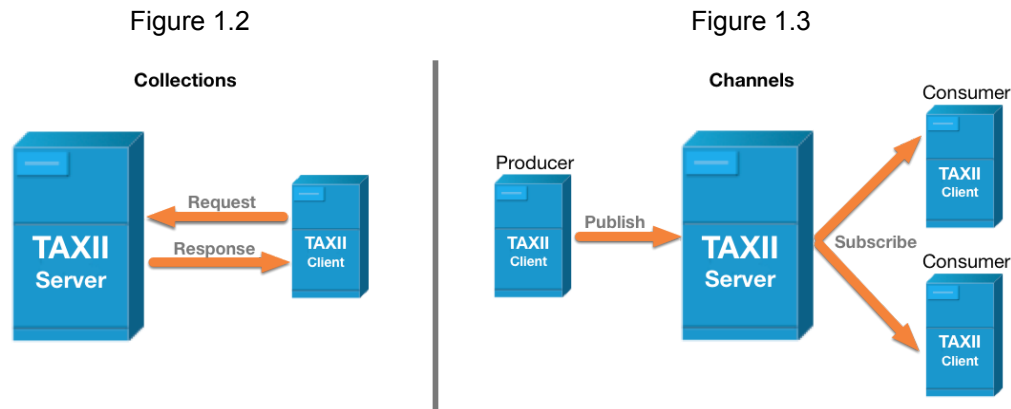 Figure 1.2
Collections
TAXII
Server
Request
Response
TAXII
Client
Figure 1.3
Channels
Producer
TAXII
Client
Publish
TAXII
Server
Subscribe
Consumer
TAXII
Client
Consumer
TAXII
Client